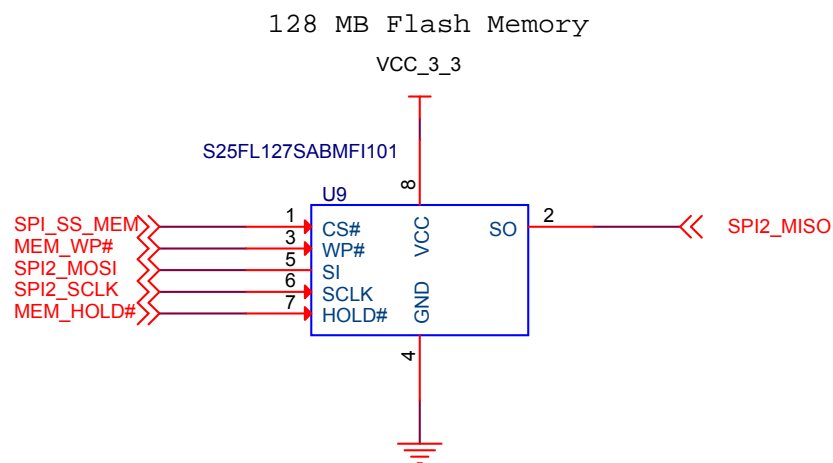 128 MB Flash Memory
VCC_3_3
S25FL127SABMFI101
U9
8
SPI_SS_MEM 1 CS# VCC SO 2 SPI2_MISO
MEM_WP# 3 WP#
SPI2_MOSI 5 SI
SPI2_SCLK 6 SCLK
MEM_HOLD# 7 HOLD# GND
4